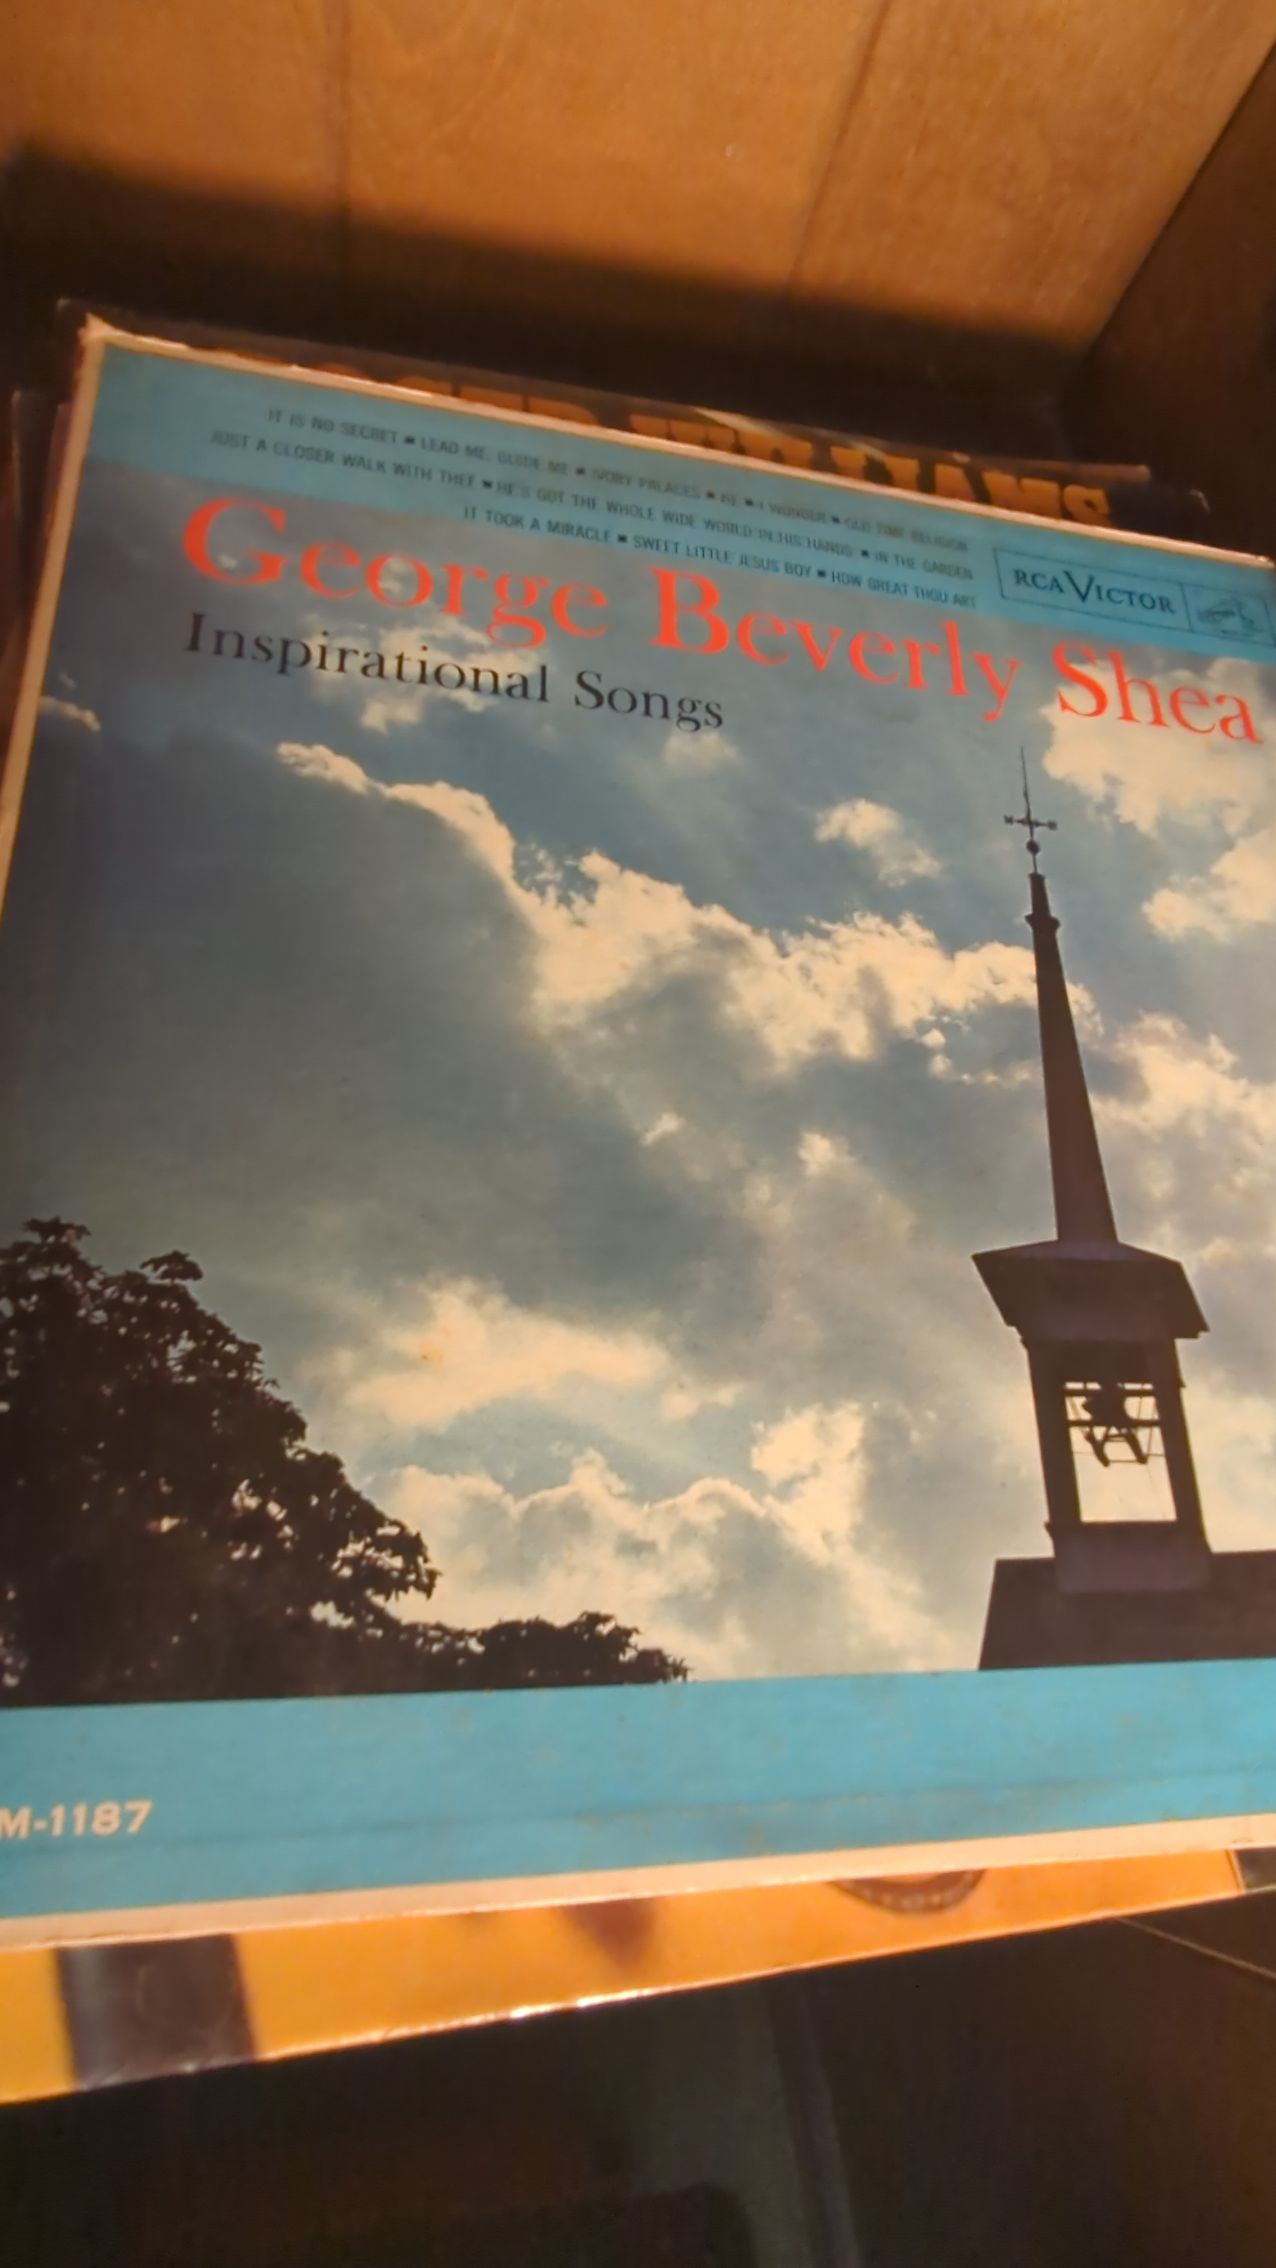 WILLIAMS
IT IS NO SECRET ■ LEAD ME, GUIDE ME ■ IVORY PALACES ■ HE ■ I WONDER ■ OLD TIME RELIGION
JUST A CLOSER WALK WITH THEE ■ HE'S GOT THE WHOLE WIDE WORLD IN HIS HANDS ■ IN THE GARDEN
IT TOOK A MIRACLE ■ SWEET LITTLE JESUS BOY ■ HOW GREAT THOU ART
RCA VICTOR
George Beverly Shea
Inspirational Songs
M-1187